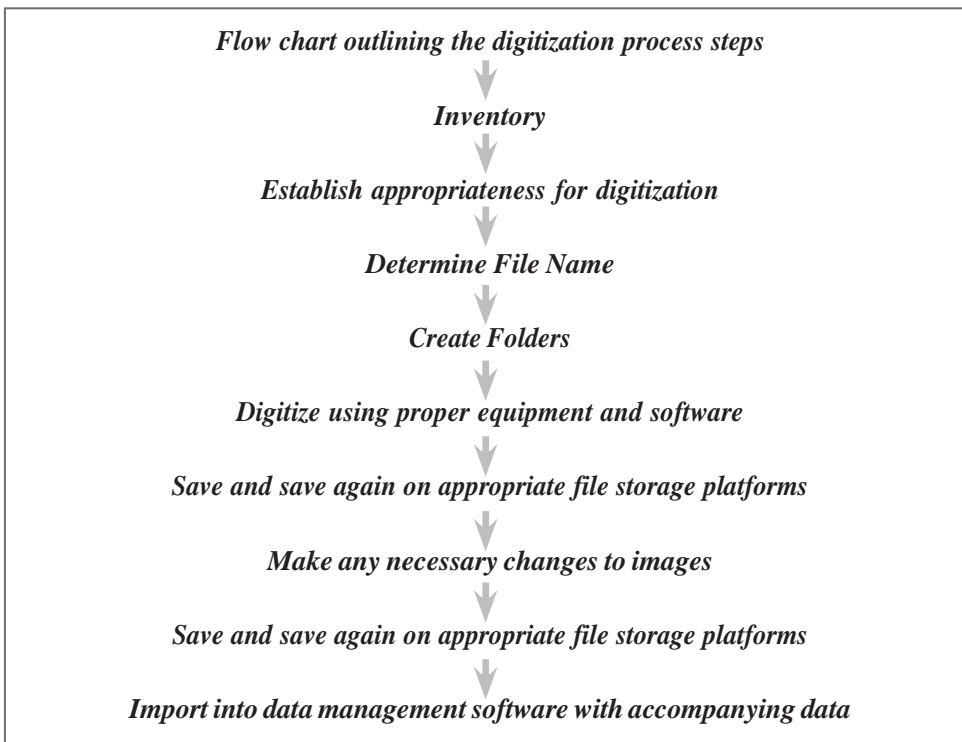 Flow chart outlining the digitization process steps
Inventory
Establish appropriateness for digitization
Determine File Name
Create Folders
Digitize using proper equipment and software
Save and save again on appropriate file storage platforms
Make any necessary changes to images
Save and save again on appropriate file storage platforms
Import into data management software with accompanying data